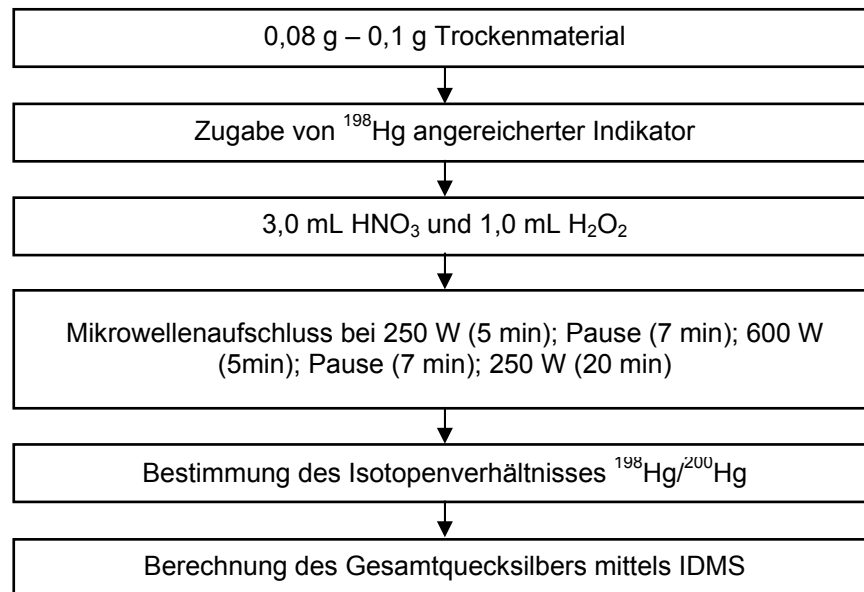 0,08 g – 0,1 g Trockenmaterial
Zugabe von ¹⁹⁸Hg angereicherter Indikator
3,0 mL HNO₃ und 1,0 mL H₂O₂
Mikrowellenaufschluss bei 250 W (5 min); Pause (7 min); 600 W
(5min); Pause (7 min); 250 W (20 min)
Bestimmung des Isotopenverhältnisses ¹⁹⁸Hg/²⁰⁰Hg
Berechnung des Gesamtquecksilbers mittels IDMS